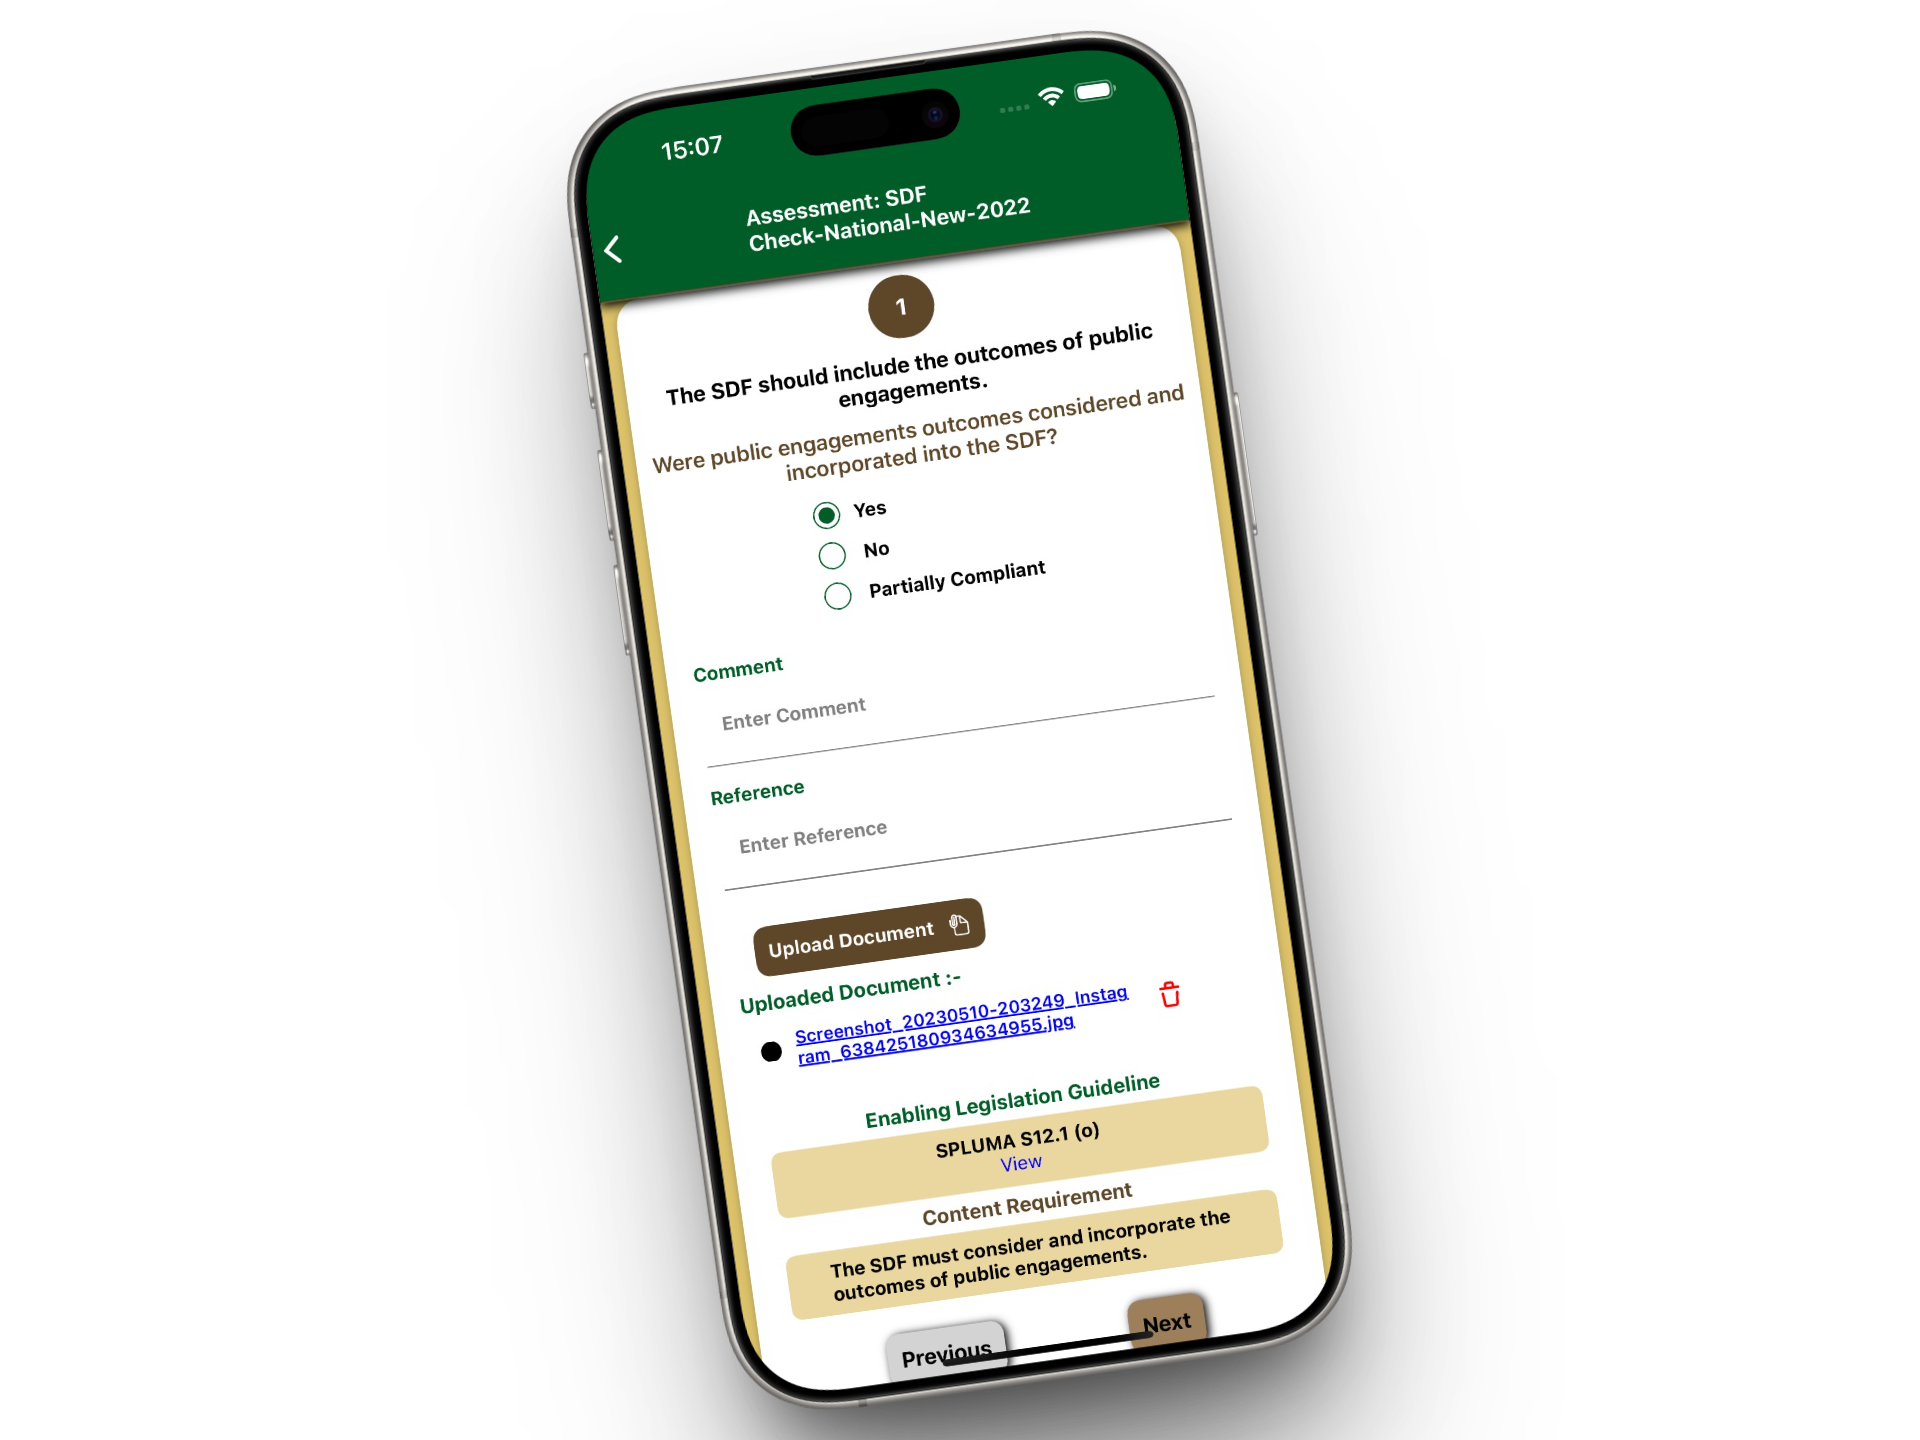 15:07
Assessment: SDF
Check-National-New-2022
1
The SDF should include the outcomes of public
engagements.
Were public engagements outcomes considered and
incorporated into the SDF?
Yes
No
Partially Compliant
Comment
Enter Comment
Reference
Enter Reference
Upload Document
Uploaded Document :-
Screenshot_20230510-203249_Instag
ram_638425180934634955.jpg
Enabling Legislation Guideline
SPLUMA S12.1 (o)
View
Content Requirement
The SDF must consider and incorporate the
outcomes of public engagements.
Previous
Next